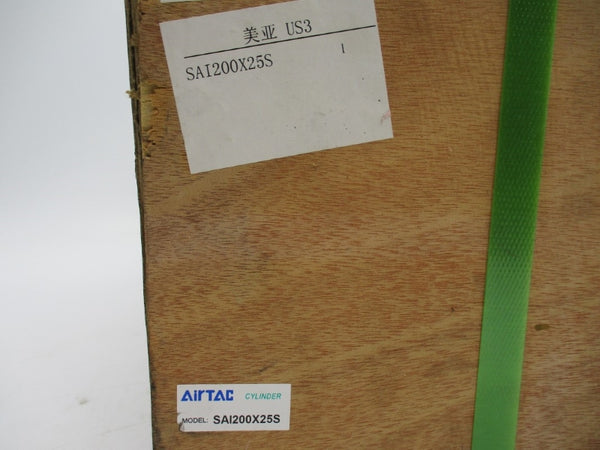 美亚 US3
SAI200X25S 1
AirTAC CYLINDER
MODEL: SAI200X25S